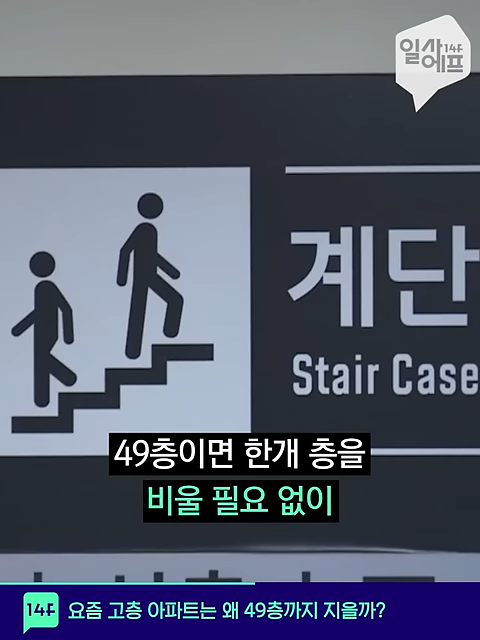 일사 14F
에프
계단
Stair Case
49층이면 한개 층을
비울 필요 없이
14F 요즘 고층 아파트는 왜 49층까지 지을까?